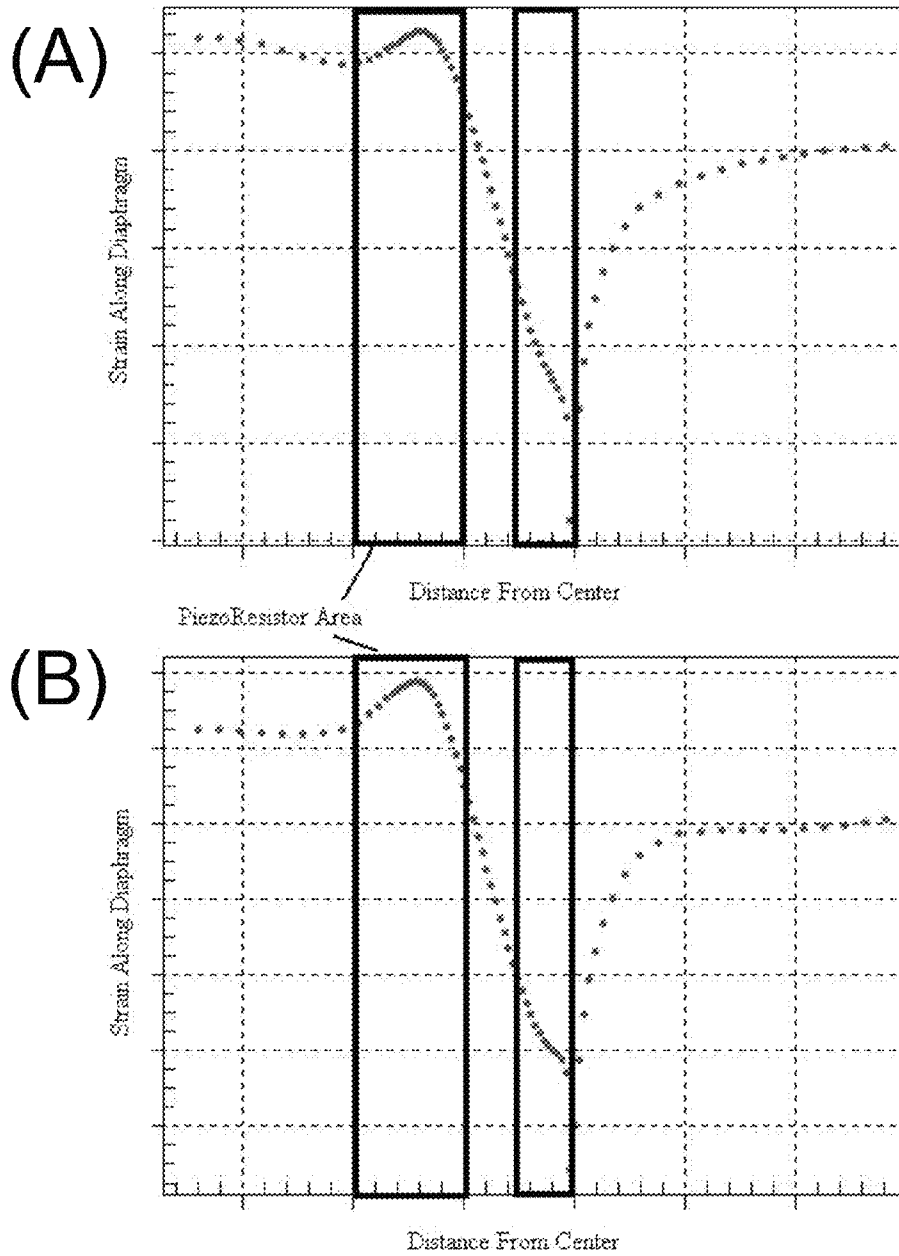 (A)
Strain Along Diaphragm
Distance From Center
PiezoResistor Area
(B)
Strain Along Diaphragm
Distance From Center